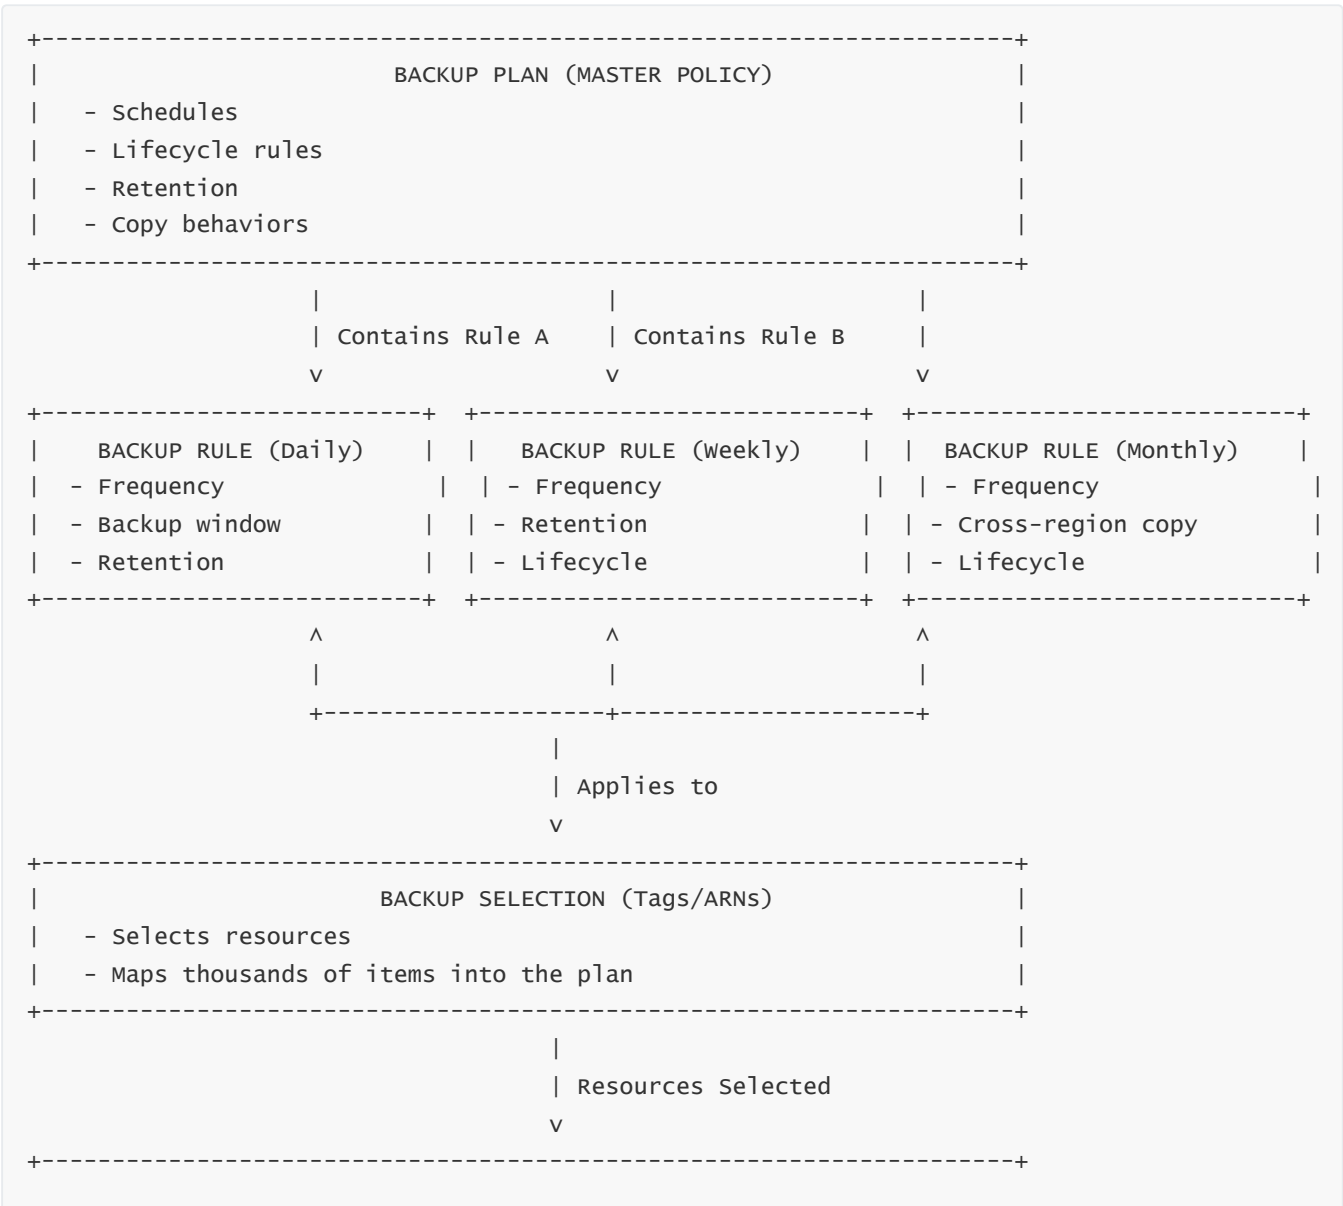 +---------------------------------------------------------------------+
|                         BACKUP PLAN (MASTER POLICY)                 |
|   - Schedules                                                       |
|   - Lifecycle rules                                                 |
|   - Retention                                                       |
|   - Copy behaviors                                                  |
+---------------------------------------------------------------------+
                    |                    |                     |
                    | Contains Rule A    | Contains Rule B     |
                    v                    v                     v
+---------------------------+  +---------------------------+  +---------------------------+
|    BACKUP RULE (Daily)    |  |   BACKUP RULE (Weekly)    |  |  BACKUP RULE (Monthly)    |
|  - Frequency               |  | - Frequency               |  | - Frequency                |
|  - Backup window          |  | - Retention               |  | - Cross-region copy        |
|  - Retention              |  | - Lifecycle               |  | - Lifecycle                |
+---------------------------+  +---------------------------+  +---------------------------+
                    ^                    ^                     ^
                    |                    |                     |
                    +--------------------+---------------------+
                                     |
                                     | Applies to
                                     v
+---------------------------------------------------------------------+
|                        BACKUP SELECTION (Tags/ARNs)                 |
|   - Selects resources                                               |
|   - Maps thousands of items into the plan                           |
+---------------------------------------------------------------------+
                                     |
                                     | Resources Selected
                                     v
+---------------------------------------------------------------------+